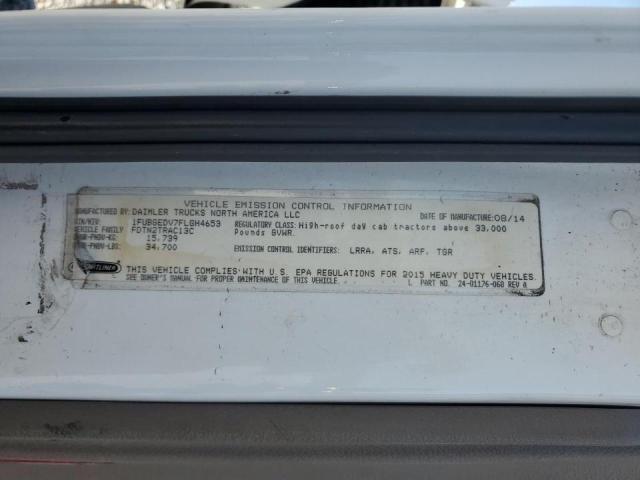 VEHICLE EMISSION CONTROL INFORMATION
MANUFACTURED BY: DAIMLER TRUCKS NORTH AMERICA LLC DATE OF MANUFACTURE: 08/14
VIN/NIV: 1FUBGEDV7FLGH4653 REGULATORY CLASS: High-roof day cab tractors above 33,000
VEHICLE FAMILY FDTN2TRAC13C Pounds GVWR.
15,739
34,700 EMISSION CONTROL IDENTIFIERS: LRRA, ATS, ARF, TGR
THIS VEHICLE COMPLIES WITH U.S. EPA REGULATIONS FOR 2015 HEAVY DUTY VEHICLES.
SEE OWNER'S MANUAL FOR PROPER MAINTENANCE OF THIS VEHICLE. L PART NO. 24-01176-060 REV A